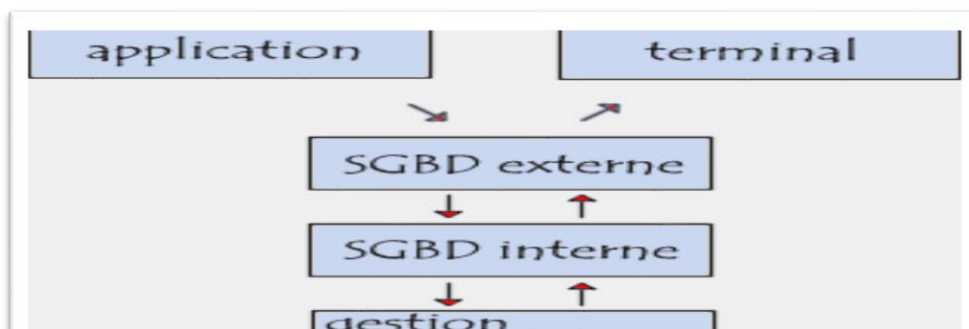 application
terminal
SGBD externe
SGBD interne
gestion